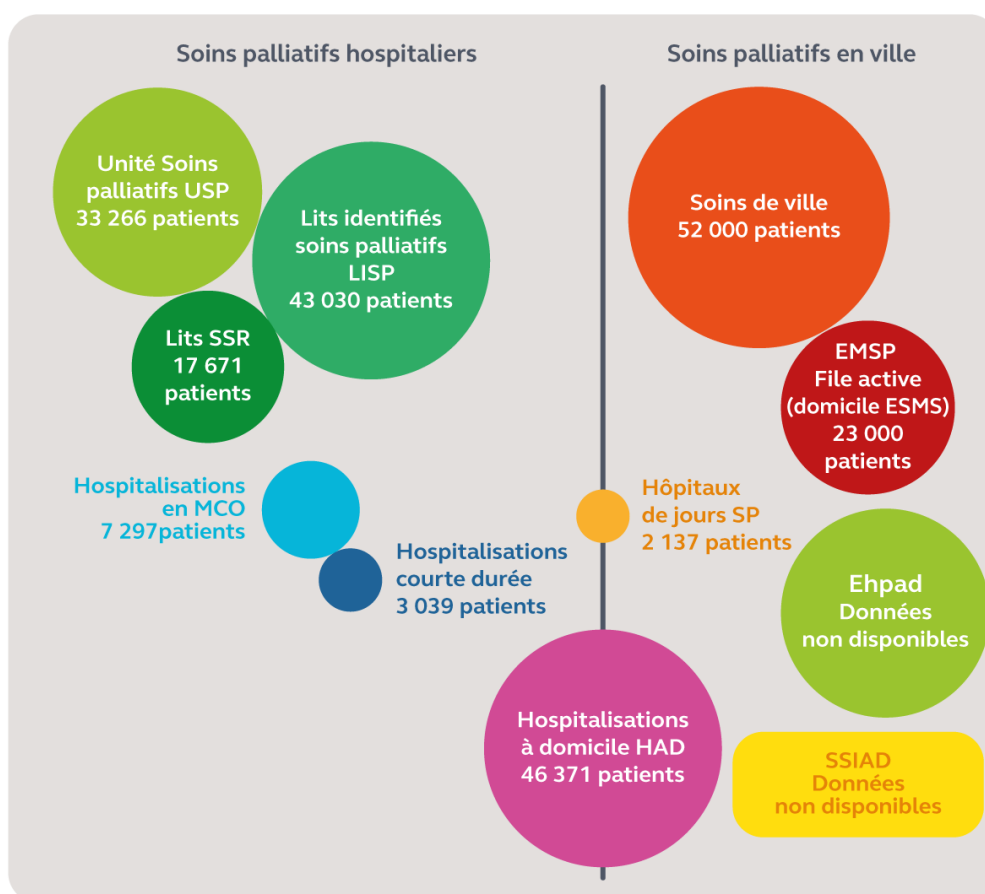 Soins palliatifs hospitaliers
Soins palliatifs en ville
Unité Soins
palliatifs USP
33 266 patients
Lits identifiés
soins palliatifs
LISP
43 030 patients
Lits SSR
17 671
patients
Hospitalisations
en MCO
7 297patients
Hospitalisations
courte durée
3 039 patients
Soins de ville
52 000 patients
EMSP
File active
(domicile ESMS)
23 000
patients
Hôpitaux
de jours SP
2 137 patients
Ehpad
Données
non disponibles
Hospitalisations
à domicile HAD
46 371 patients
SSIAD
Données
non disponibles